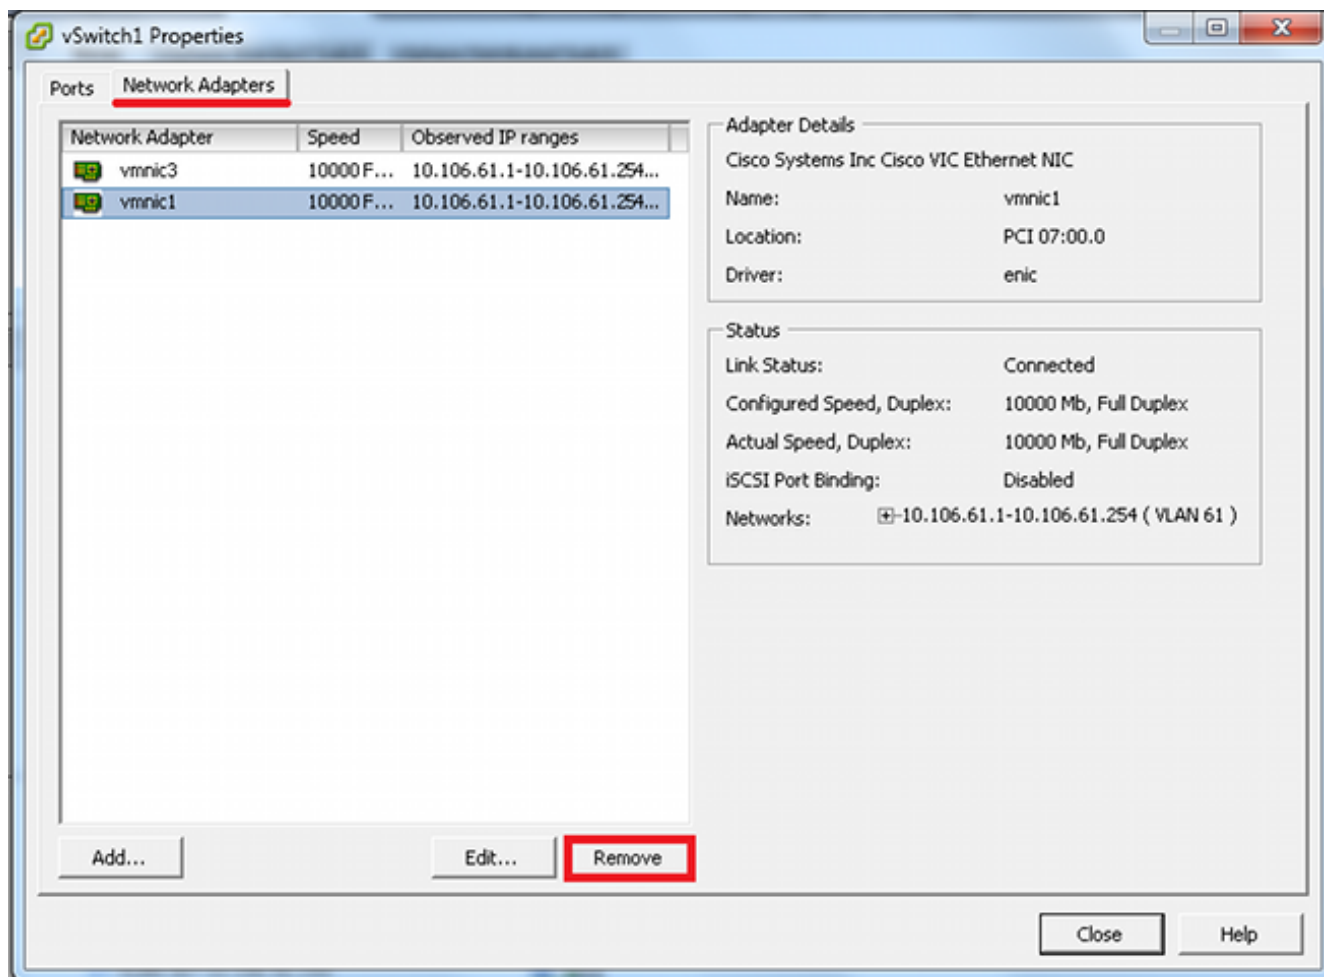 vSwitch1 Properties
Ports Network Adapters
Network Adapter Speed Observed IP ranges
vmnic3 10000 F... 10.106.61.1-10.106.61.254...
vmnic1 10000 F... 10.106.61.1-10.106.61.254...
Add... Edit... Remove
Adapter Details
Cisco Systems Inc Cisco VIC Ethernet NIC
Name: vmnic1
Location: PCI 07:00.0
Driver: enic
Status
Link Status: Connected
Configured Speed, Duplex: 10000 Mb, Full Duplex
Actual Speed, Duplex: 10000 Mb, Full Duplex
iSCSI Port Binding: Disabled
Networks: 10.106.61.1-10.106.61.254 ( VLAN 61 )
Close Help